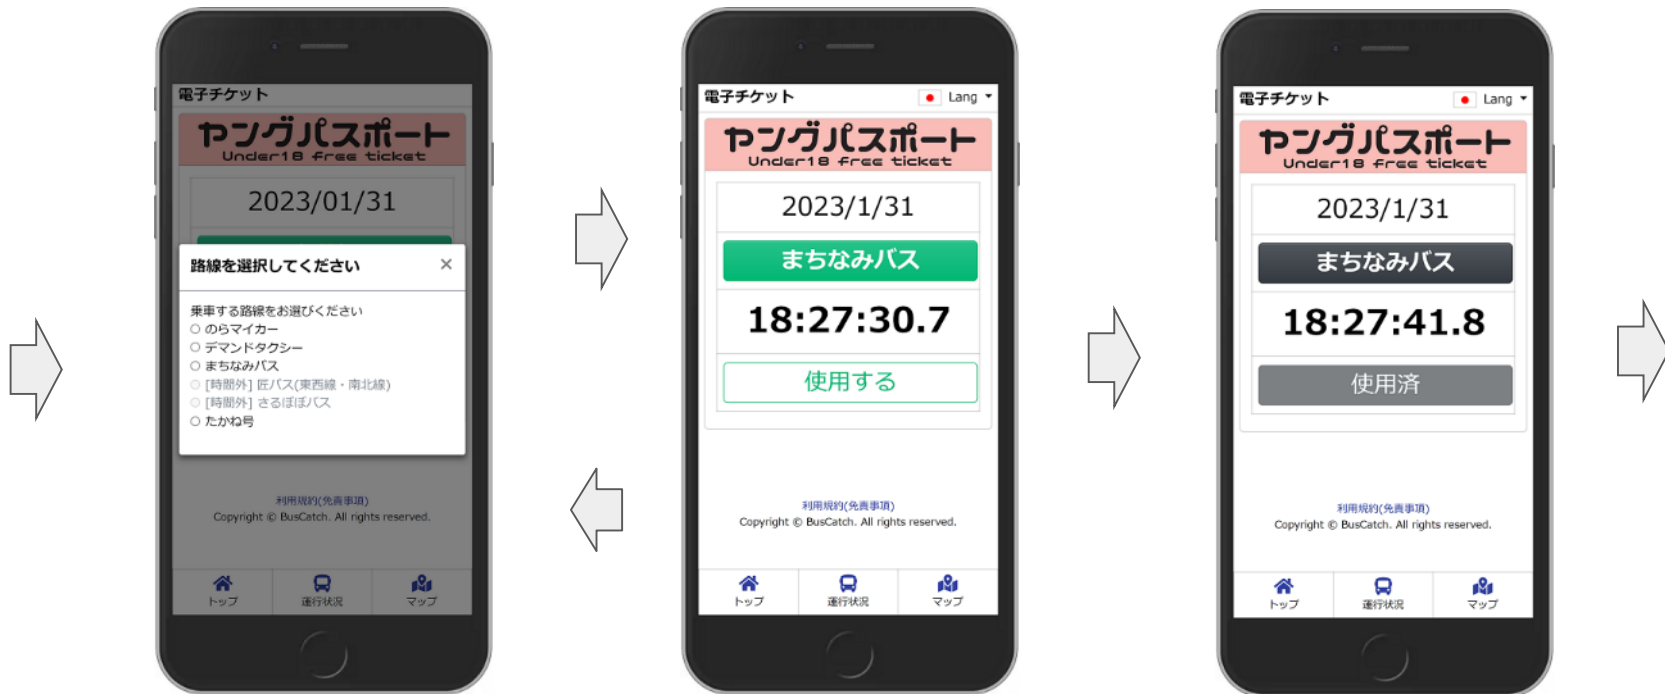 電子チケット
ヤングパスポート
Under18 free ticket
2023/01/31
路線を選択してください ×
乗車する路線をお選びください
のらマイカー
デマンドタクシー
まちなみバス
[時間外] 匠バス(東西線・南北線)
[時間外] さるぼぼバス
たかね号
利用規約(免責事項)
Copyright © BusCatch. All rights reserved.
トップ 運行状況 マップ
電子チケット Lang
ヤングパスポート
Under18 free ticket
2023/1/31
まちなみバス
18:27:30.7
使用する
利用規約(免責事項)
Copyright © BusCatch. All rights reserved.
トップ 運行状況 マップ
電子チケット Lang
ヤングパスポート
Under18 free ticket
2023/1/31
まちなみバス
18:27:41.8
使用済
利用規約(免責事項)
Copyright © BusCatch. All rights reserved.
トップ 運行状況 マップ